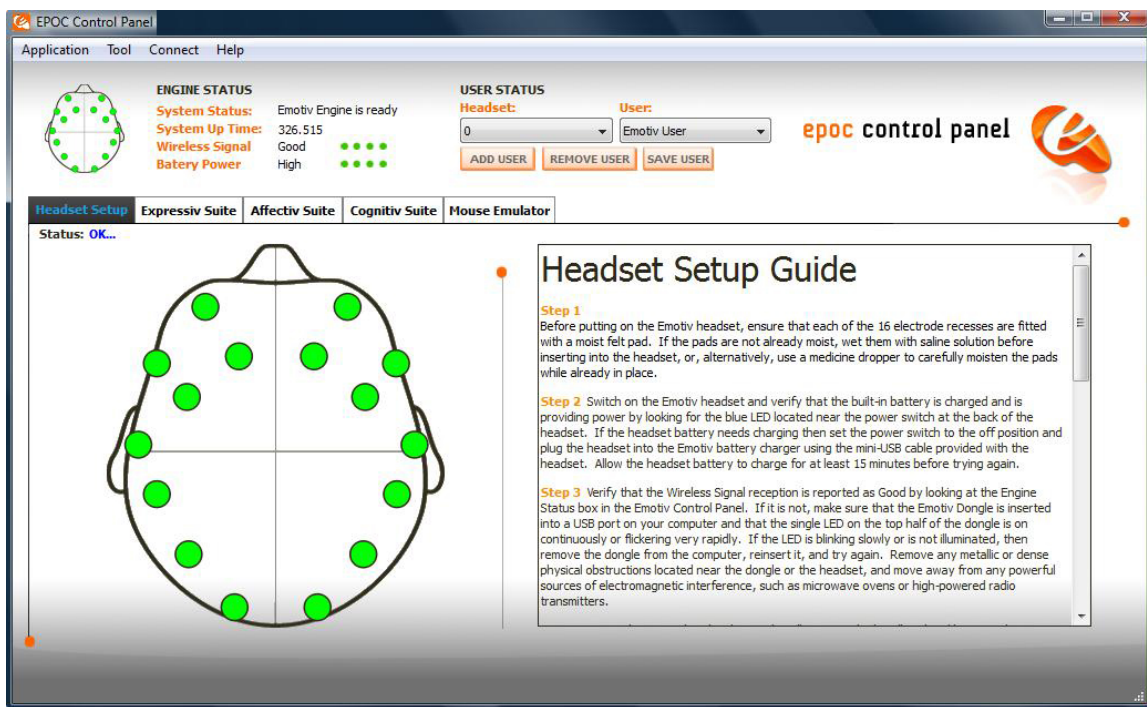 EPOC Control Panel
Application Tool Connect Help
ENGINE STATUS
System Status: Emotiv Engine is ready
System Up Time: 326.515
Wireless Signal Good
Batery Power High
USER STATUS
Headset: User:
0 Emotiv User
ADD USER REMOVE USER SAVE USER
epoc control panel
Headset Setup Expressiv Suite Affectiv Suite Cognitiv Suite Mouse Emulator
Status: OK...
Headset Setup Guide
Step 1
Before putting on the Emotiv headset, ensure that each of the 16 electrode recesses are fitted
with a moist felt pad. If the pads are not already moist, wet them with saline solution before
inserting into the headset, or, alternatively, use a medicine dropper to carefully moisten the pads
while already in place.
Step 2 Switch on the Emotiv headset and verify that the built-in battery is charged and is
providing power by looking for the blue LED located near the power switch at the back of the
headset. If the headset battery needs charging then set the power switch to the off position and
plug the headset into the Emotiv battery charger using the mini-USB cable provided with the
headset. Allow the headset battery to charge for at least 15 minutes before trying again.
Step 3 Verify that the Wireless Signal reception is reported as Good by looking at the Engine
Status box in the Emotiv Control Panel. If it is not, make sure that the Emotiv Dongle is inserted
into a USB port on your computer and that the single LED on the top half of the dongle is on
continuously or flickering very rapidly. If the LED is blinking slowly or is not illuminated, then
remove the dongle from the computer, reinsert it, and try again. Remove any metallic or dense
physical obstructions located near the dongle or the headset, and move away from any powerful
sources of electromagnetic interference, such as microwave ovens or high-powered radio
transmitters.